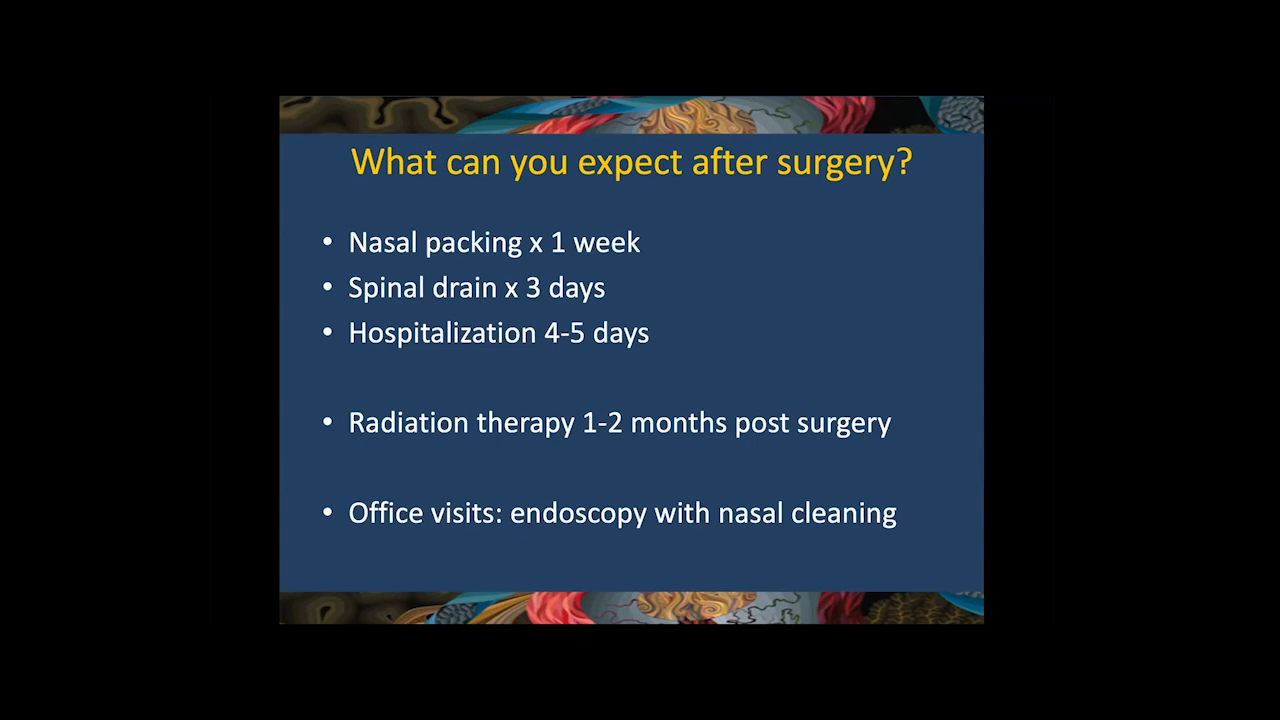 What can you expect after surgery?
• Nasal packing x 1 week
• Spinal drain x 3 days
• Hospitalization 4-5 days
• Radiation therapy 1-2 months post surgery
• Office visits: endoscopy with nasal cleaning